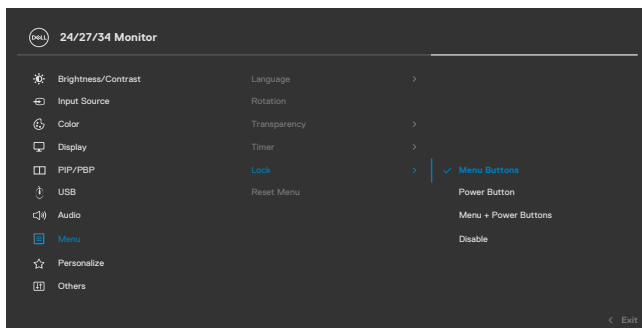 DELL 24/27/34 Monitor
Brightness/Contrast Language >
Input Source Rotation
Color Transparency >
Display Timer >
PIP/PBP Lock > ✓ Menu Buttons
USB Reset Menu Power Button
Audio Menu + Power Buttons
Menu Disable
Personalize
Others
< Exit